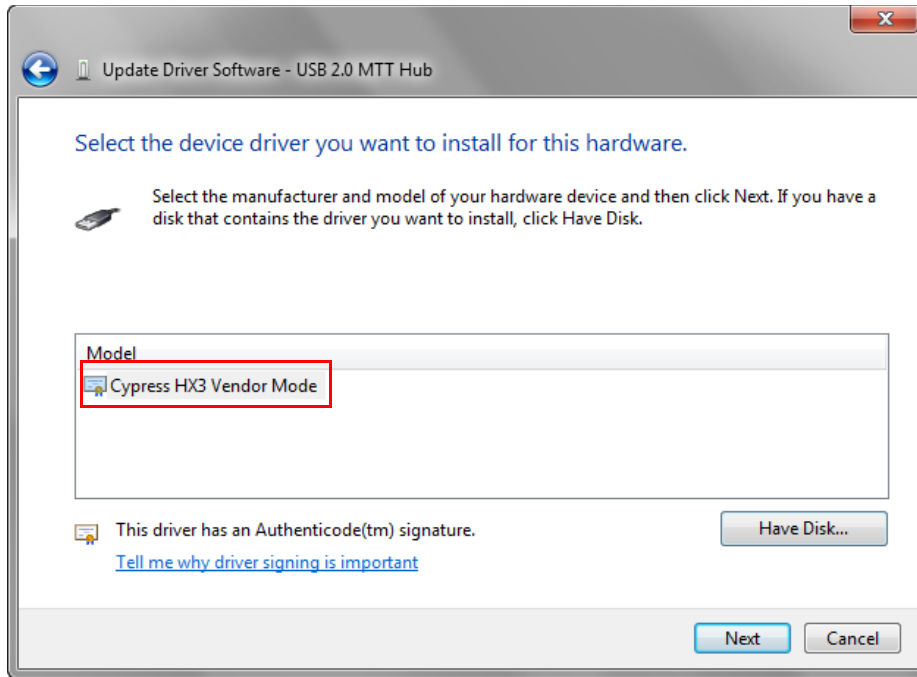 Update Driver Software - USB 2.0 MTT Hub
Select the device driver you want to install for this hardware.
Select the manufacturer and model of your hardware device and then click Next. If you have a
disk that contains the driver you want to install, click Have Disk.
Model
Cypress HX3 Vendor Mode
This driver has an Authenticode(tm) signature.
Have Disk...
Tell me why driver signing is important
Next
Cancel